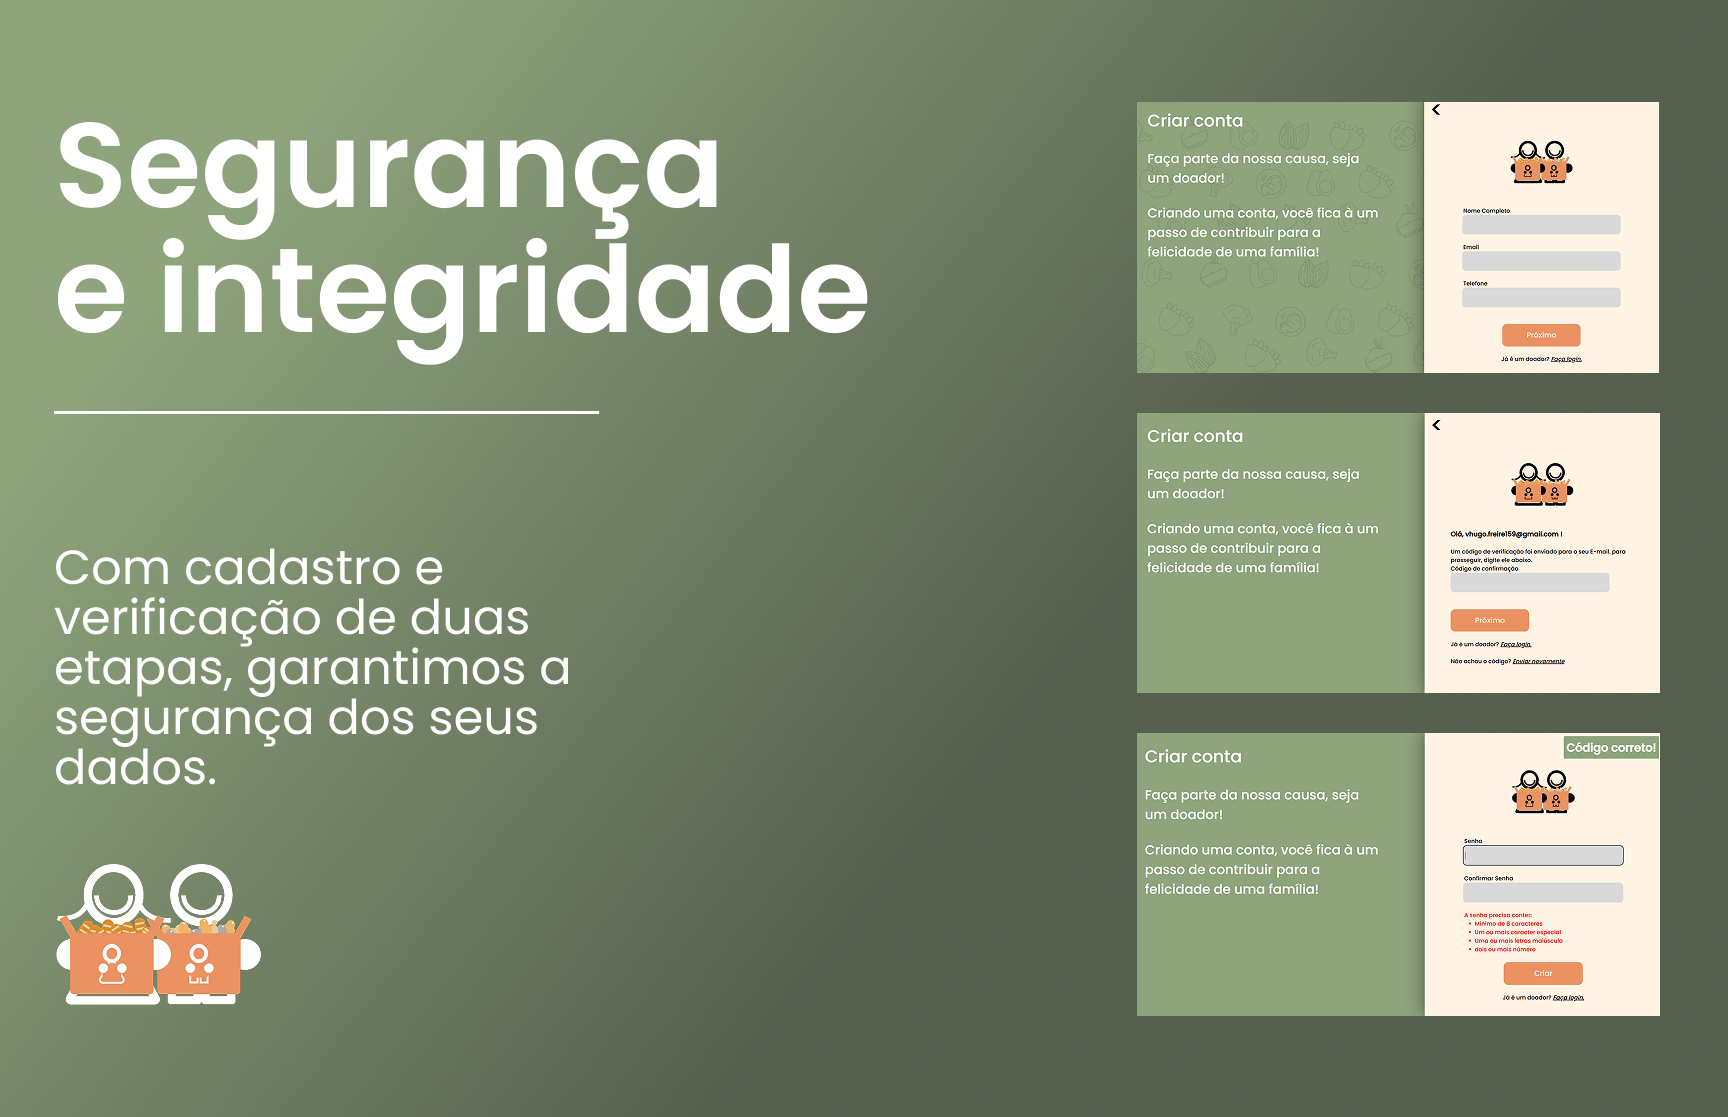 Segurança
e integridade
Com cadastro e
verificação de duas
etapas, garantimos a
segurança dos seus
dados.
Criar conta
Faça parte da nossa causa, seja
um doador!
Criando uma conta, você fica à um
passo de contribuir para a
felicidade de uma família!
Nome Completo
Email
Telefone
Próximo
Já é um doador? Faça login.
Criar conta
Faça parte da nossa causa, seja
um doador!
Criando uma conta, você fica à um
passo de contribuir para a
felicidade de uma família!
Olá, vhugo.freire159@gmail.com !
Um código de verificação foi enviado para o seu E-mail, para
prosseguir, digite ele abaixo.
Código de confirmação
Próximo
Já é um doador? Faça login.
Não achou o código? Enviar novamente
Criar conta
Faça parte da nossa causa, seja
um doador!
Criando uma conta, você fica à um
passo de contribuir para a
felicidade de uma família!
Código correto!
Senha
Confirmar Senha
A senha precisa conter:
Mínimo de 8 caracteres
Um ou mais caracter especial
Uma ou mais letras maiúscula
dois ou mais número
Criar
Já é um doador? Faça login.